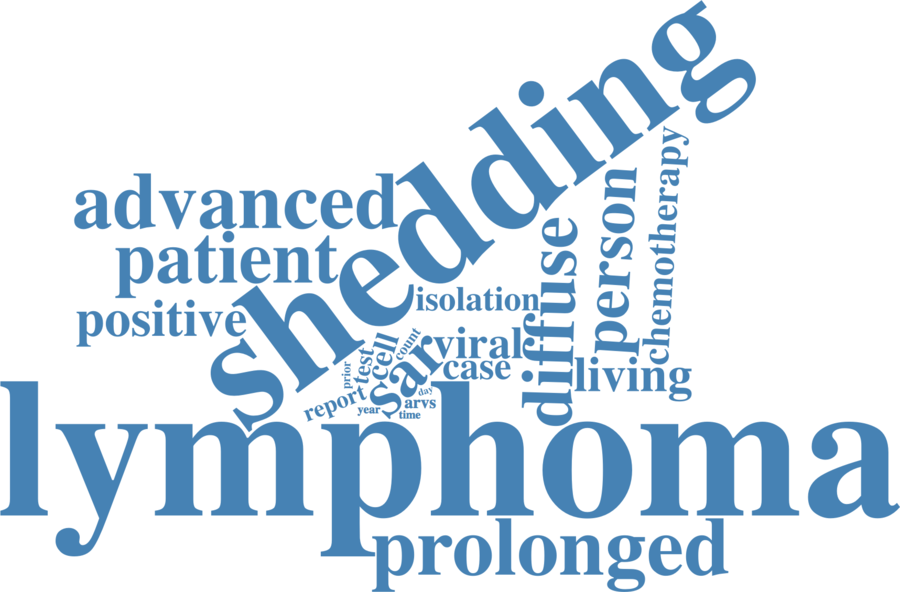 shedding
advanced
patient
positive
isolation
diffuse
person
chemotherapy
viral
case
living
count
cell
test
prior
sars
report
year
day
arvs
time
lymphoma
prolonged